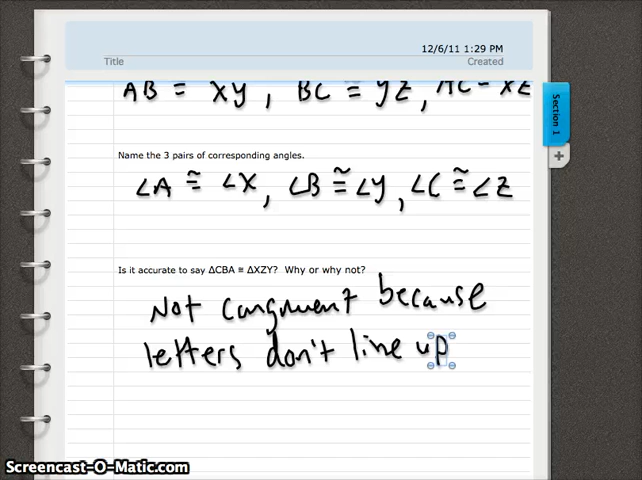 12/6/11 1:29 PM
Title Created
AB ≅ XY, BC ≅ YZ, AC ≅ XZ
Section 1
Name the 3 pairs of corresponding angles.
∠A ≅ ∠X, ∠B ≅ ∠Y, ∠C ≅ ∠Z
Is it accurate to say ΔCBA ≡ ΔXZY? Why or why not?
Not congruent because
letters don't line up
Screencast-O-Matic.com